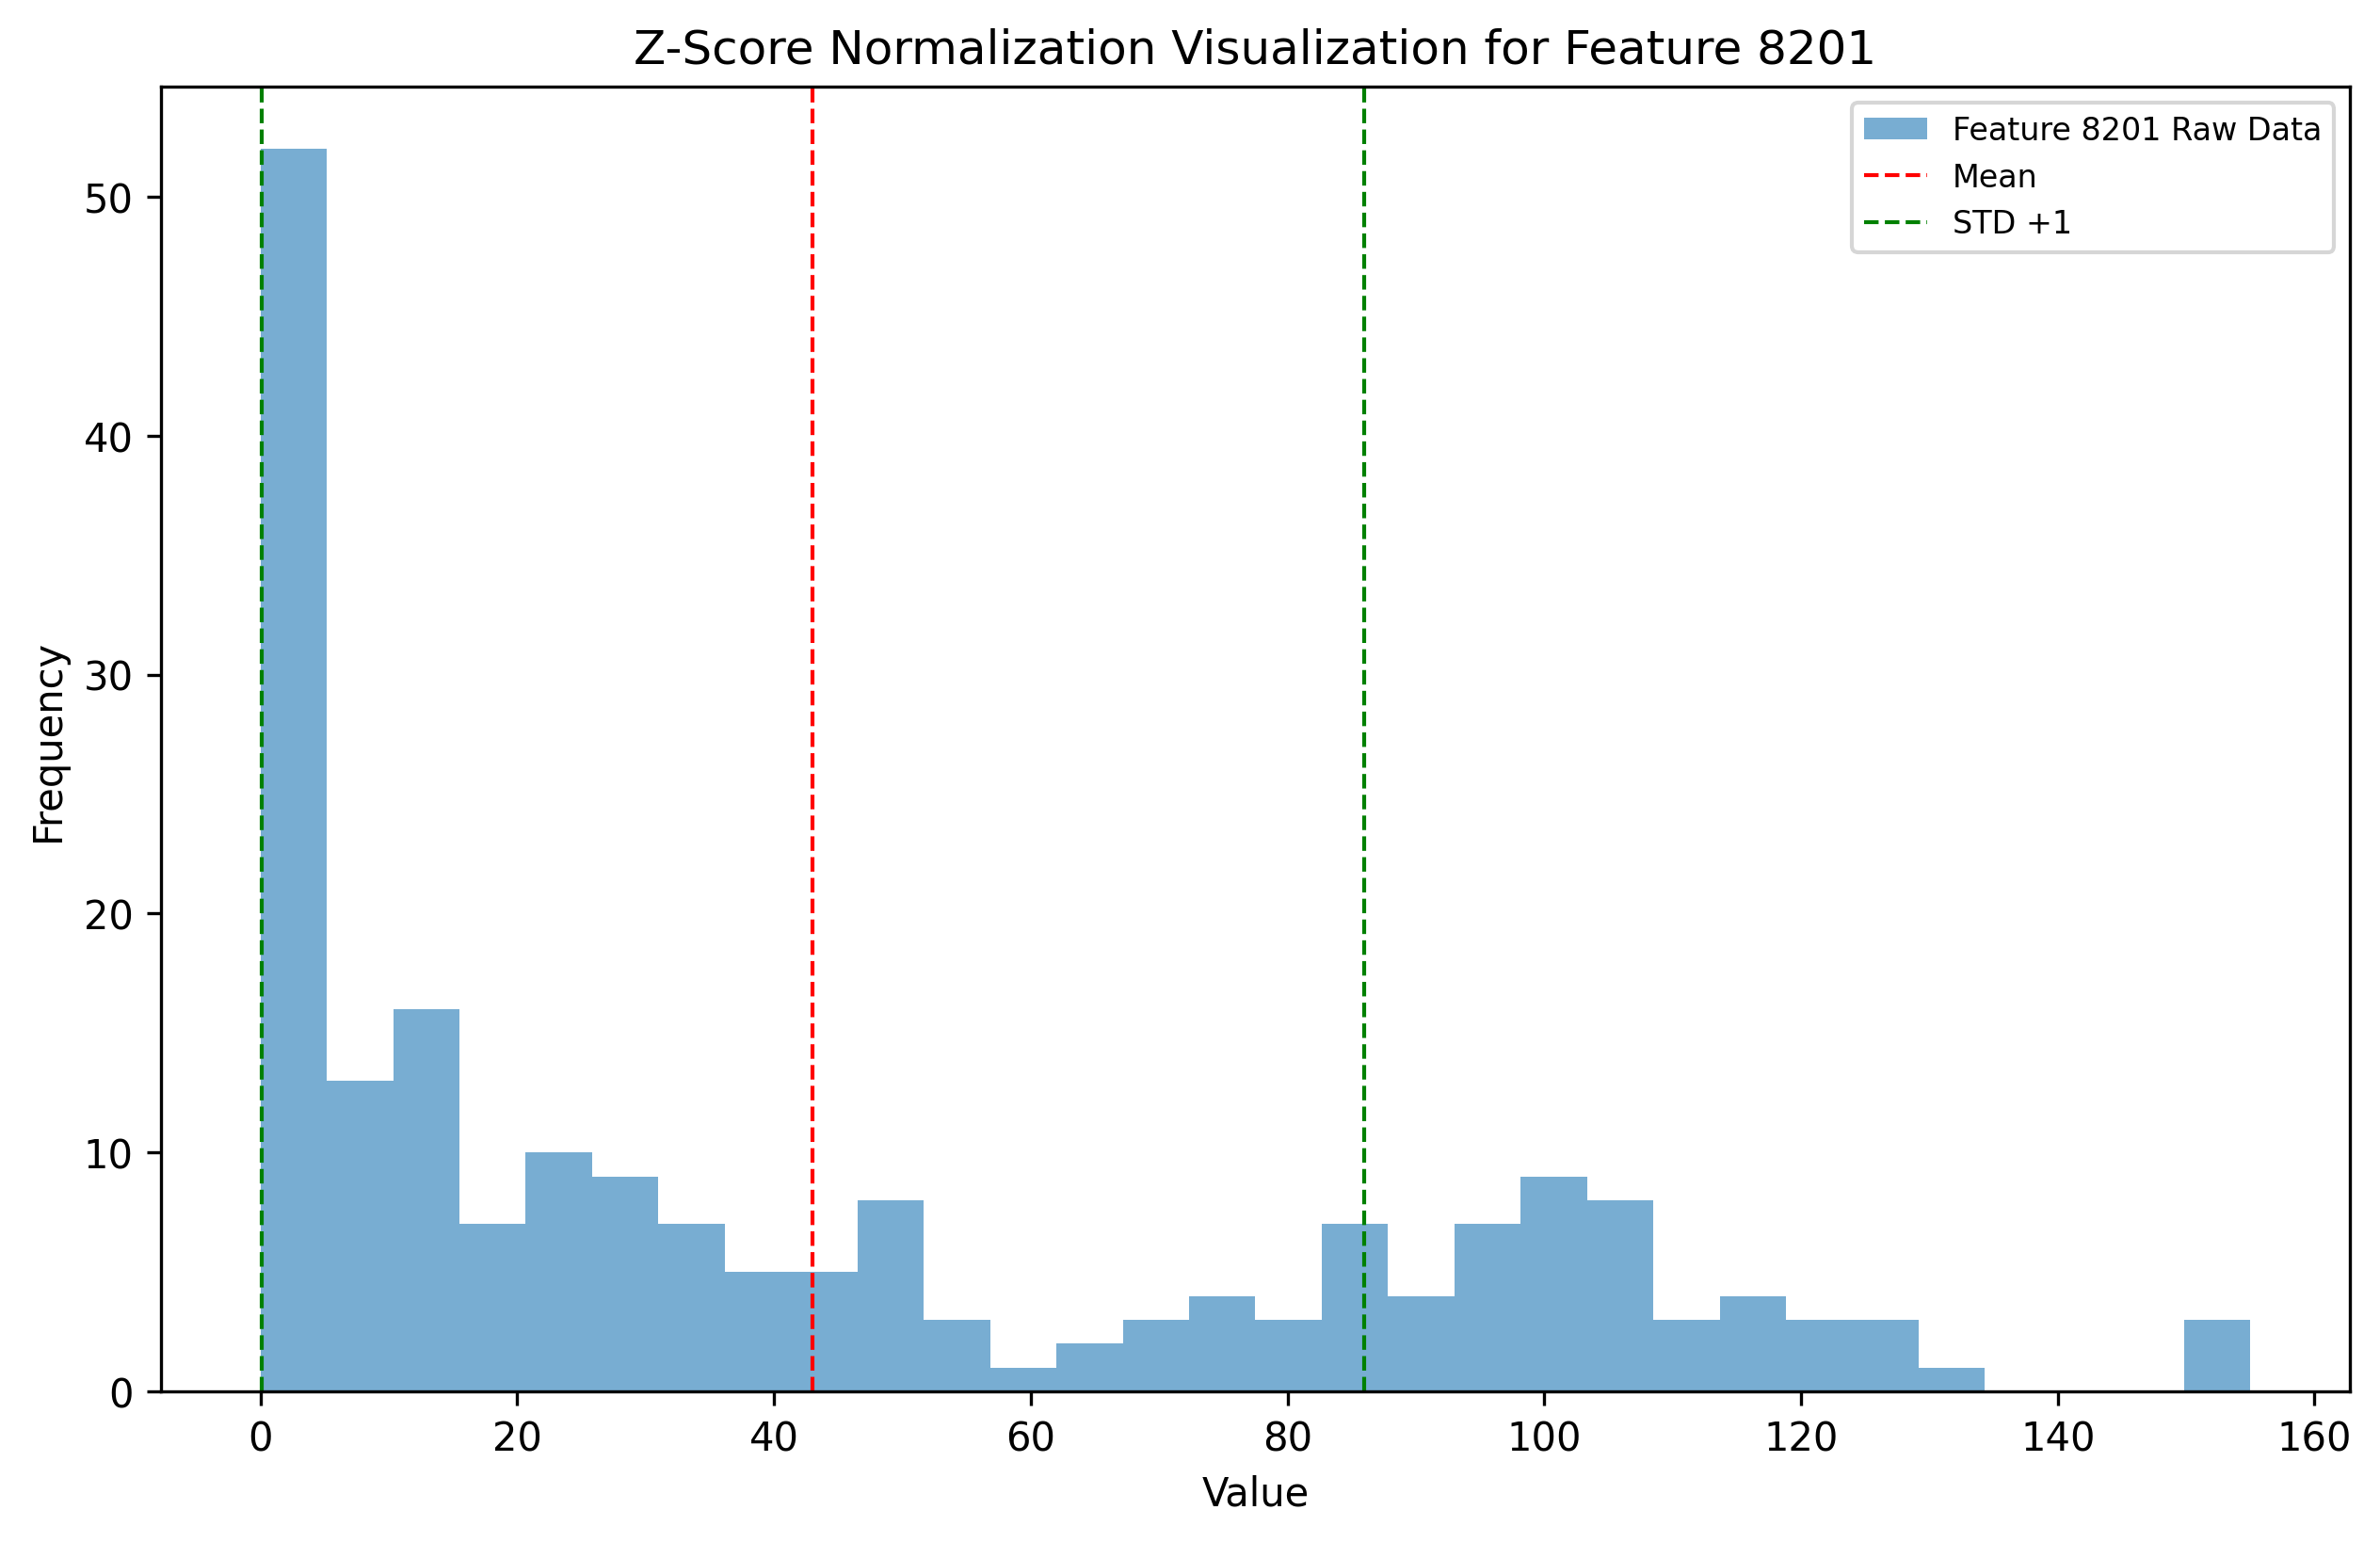 Z-Score Normalization Visualization for Feature 8201
Feature 8201 Raw Data
Mean
STD +1
Frequency
50
40
30
20
10
0
0 20 40 60 80 100 120 140 160
Value